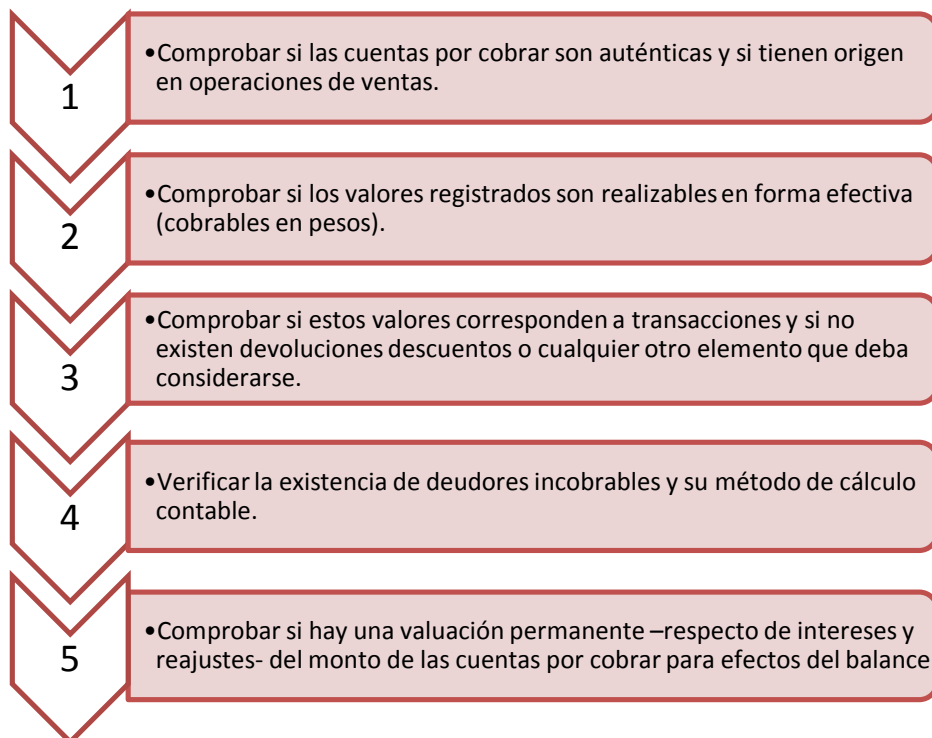 1
•Comprobar si las cuentas por cobrar son auténticas y si tienen origen
en operaciones de ventas.
2
•Comprobar si los valores registrados son realizables en forma efectiva
(cobrables en pesos).
3
•Comprobar si estos valores corresponden a transacciones y si no
existen devoluciones descuentos o cualquier otro elemento que deba
considerarse.
4
•Verificar la existencia de deudores incobrables y su método de cálculo
contable.
5
•Comprobar si hay una valuación permanente –respecto de intereses y
reajustes- del monto de las cuentas por cobrar para efectos del balance